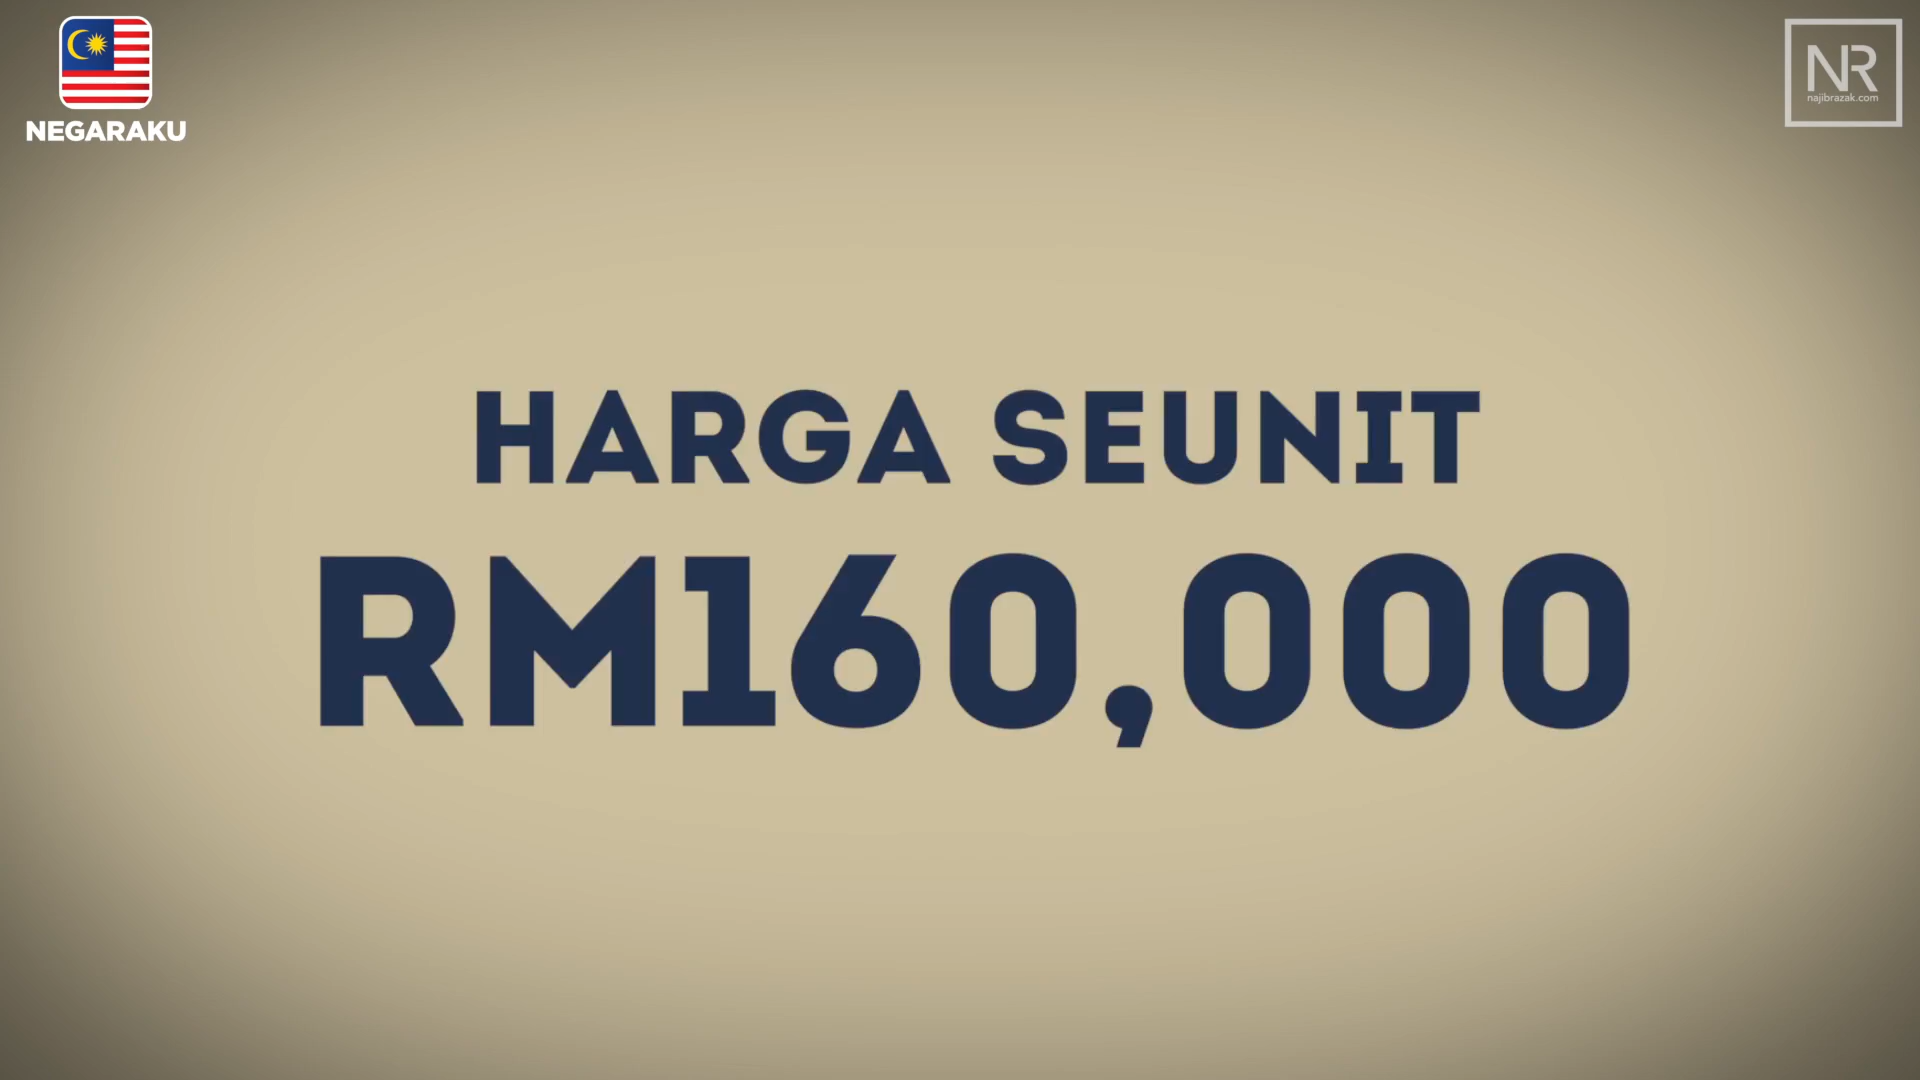 NEGARAKU
NR
najibrazak.com
HARGA SEUNIT
RM160,000